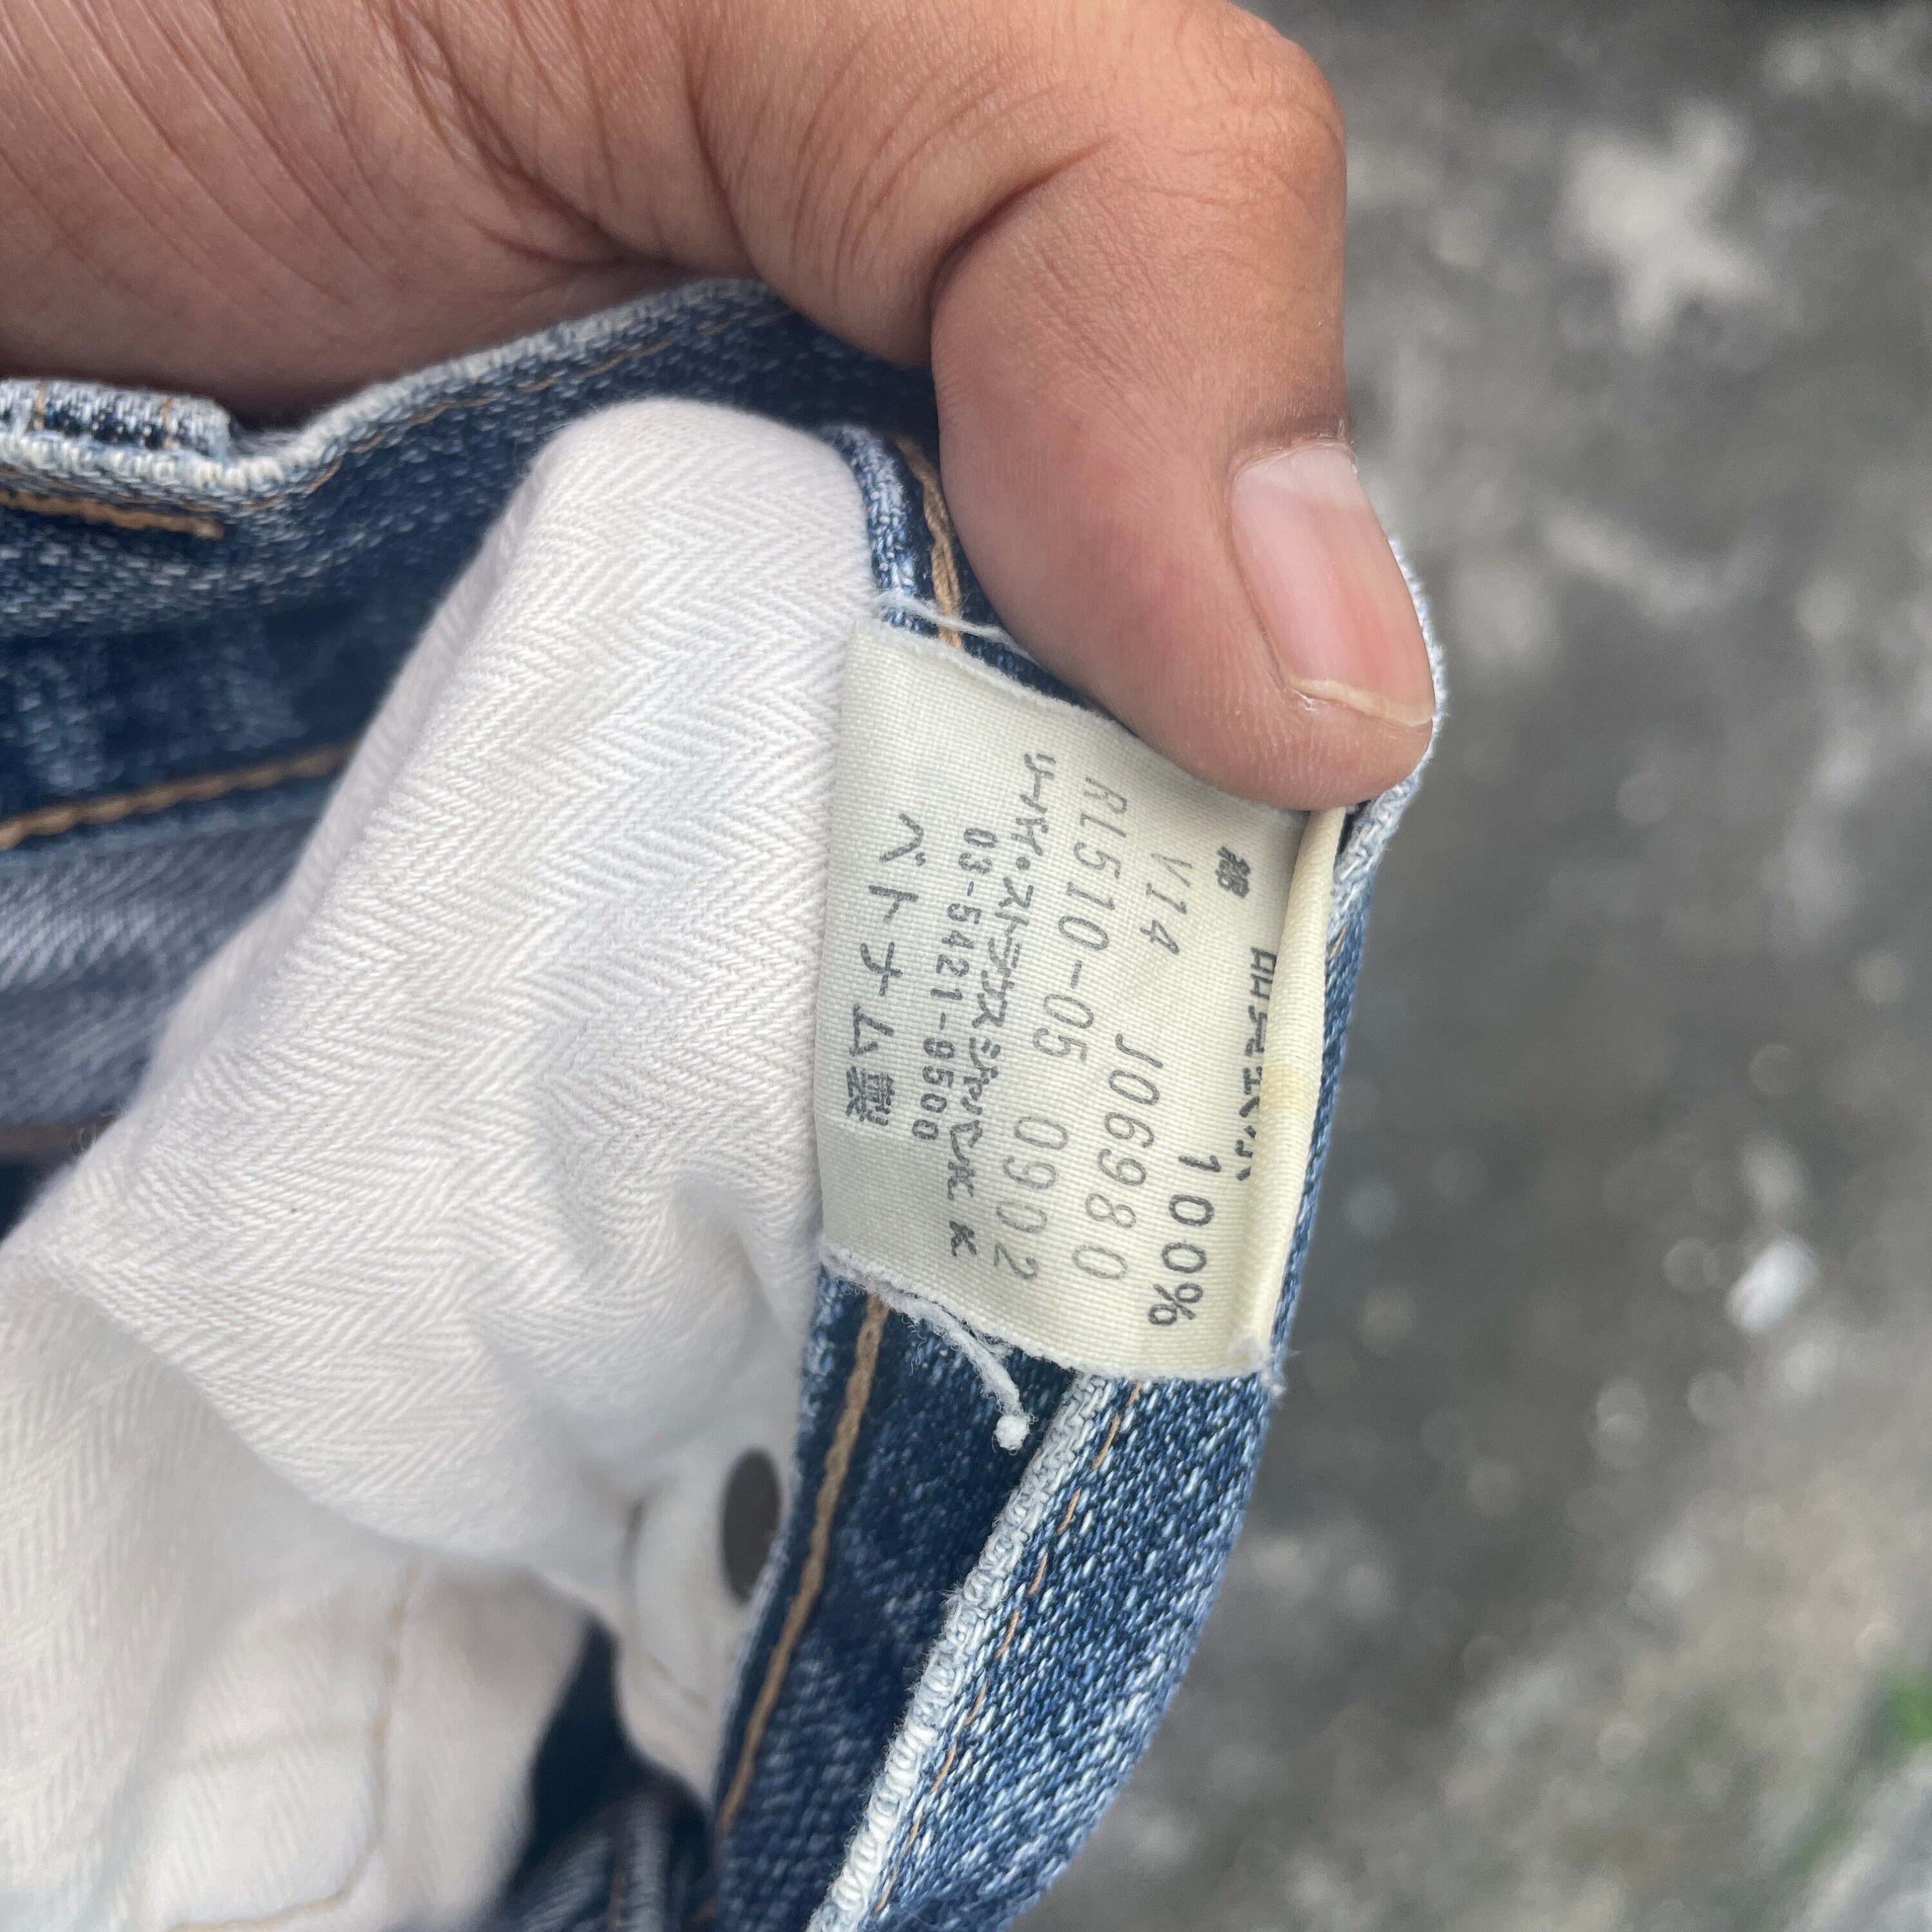 綿 100%
V14 J06980
RL510-05 0902
リーバイ・ストラウス ジャパンK K
03-5421-9500
ベトナム製